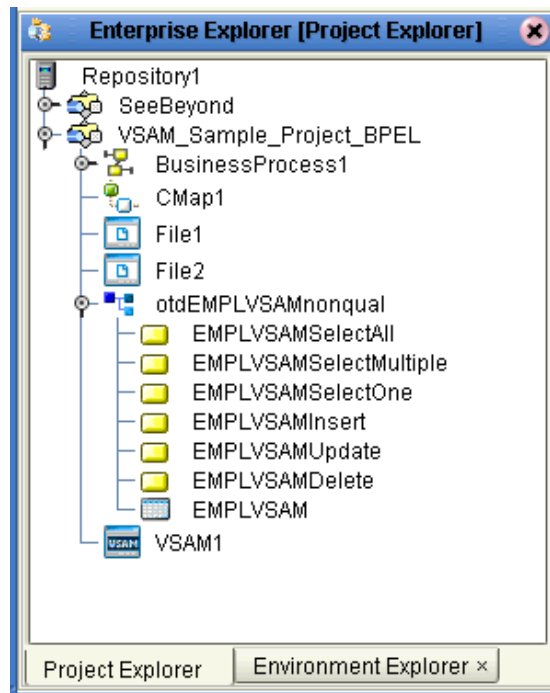 Enterprise Explorer [Project Explorer]
Repository1
SeeBeyond
VSAM_Sample_Project_BPEL
BusinessProcess1
CMap1
File1
File2
otdEMPLVSAMnonqual
EMPLVSAMSelectAll
EMPLVSAMSelectMultiple
EMPLVSAMSelectOne
EMPLVSAMInsert
EMPLVSAMUpdate
EMPLVSAMDelete
EMPLVSAM
VSAM VSAM1
Project Explorer Environment Explorer ×